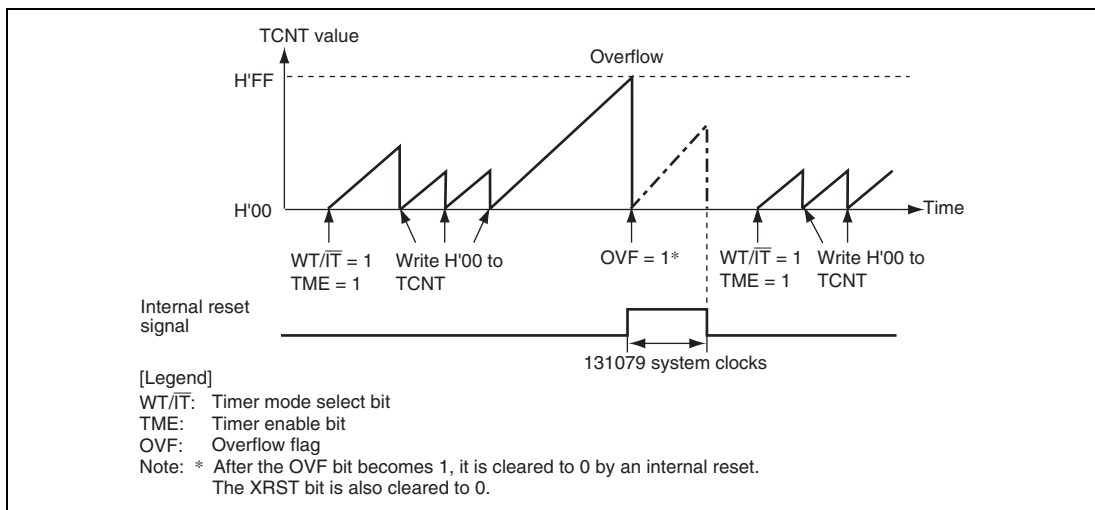 TCNT value
Overflow
H'FF
H'00
Time
WT/I̅T̅ = 1
TME = 1
Write H'00 to
TCNT
OVF = 1*
WT/I̅T̅ = 1
TME = 1
Write H'00 to
TCNT
Internal reset
signal
131079 system clocks
[Legend]
WT/I̅T̅: Timer mode select bit
TME: Timer enable bit
OVF: Overflow flag
Note: * After the OVF bit becomes 1, it is cleared to 0 by an internal reset.
The XRST bit is also cleared to 0.